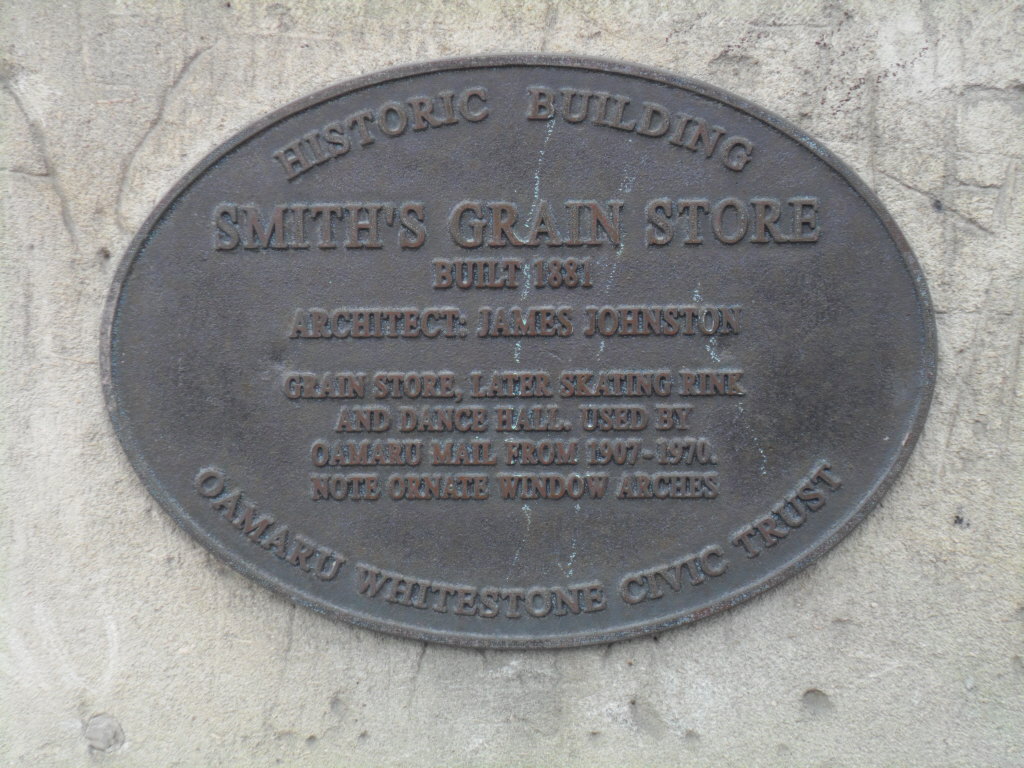 HISTORIC BUILDING
SMITH'S GRAIN STORE
BUILT 1881
ARCHITECT: JAMES JOHNSTON
GRAIN STORE, LATER SKATING RINK
AND DANCE HALL. USED BY
OAMARU MAIL FROM 1907-1970.
NOTE ORNATE WINDOW ARCHES
OAMARU WHITESTONE CIVIC TRUST